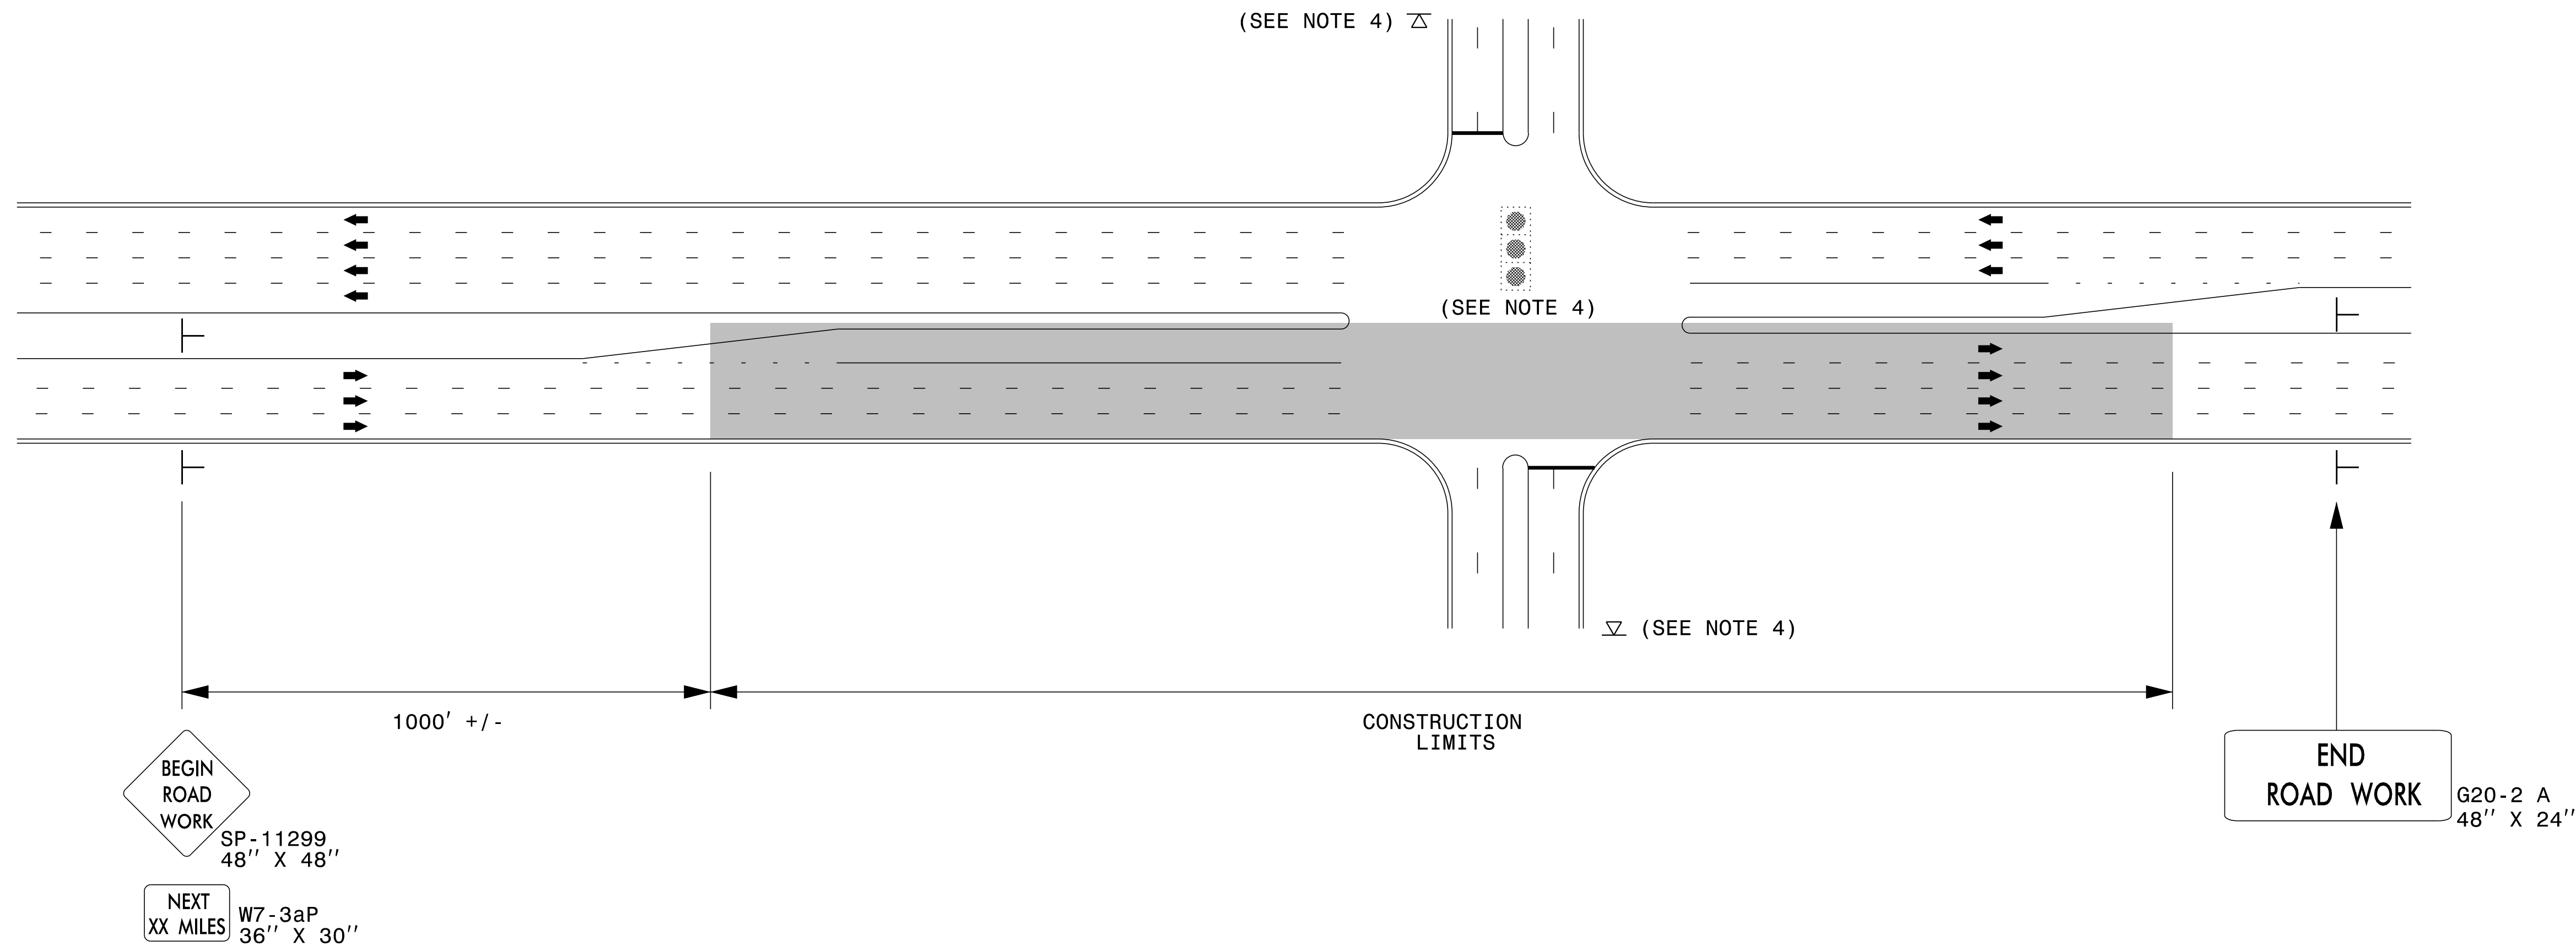 (SEE NOTE 4)
(SEE NOTE 4)
(SEE NOTE 4)
1000' +/-
CONSTRUCTION
LIMITS
BEGIN
ROAD
WORK
SP-11299
48'' X 48''
NEXT
XX MILES
W7-3aP
36'' X 30''
END
ROAD WORK
G20-2 A
48'' X 24''